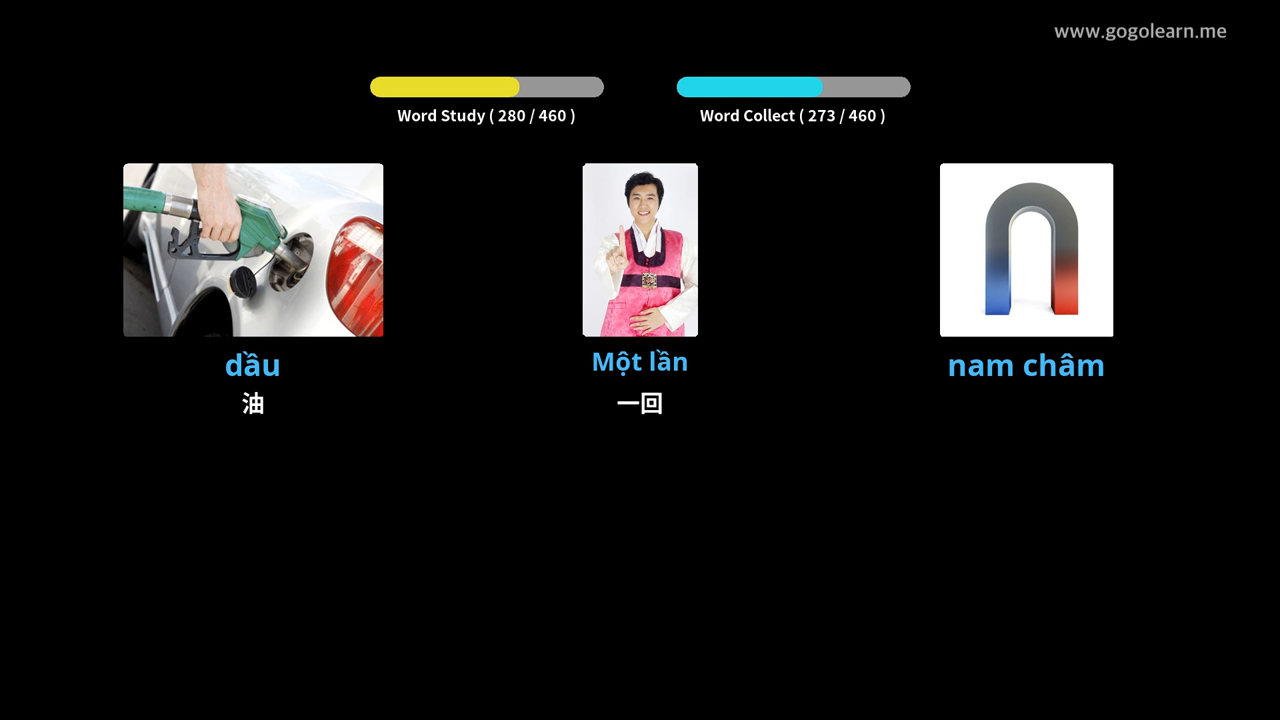 www.gogolearn.me
Word Study ( 280 / 460 )
Word Collect ( 273 / 460 )
dầu
油
Một lần
一回
nam châm